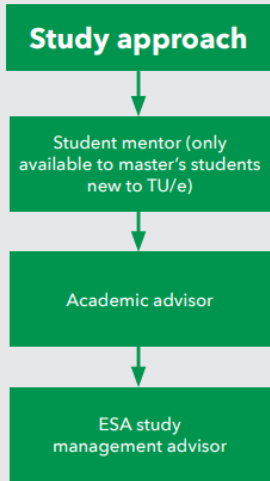 Study approach
Student mentor (only
available to master's students
new to TU/e)
Academic advisor
ESA study
management advisor